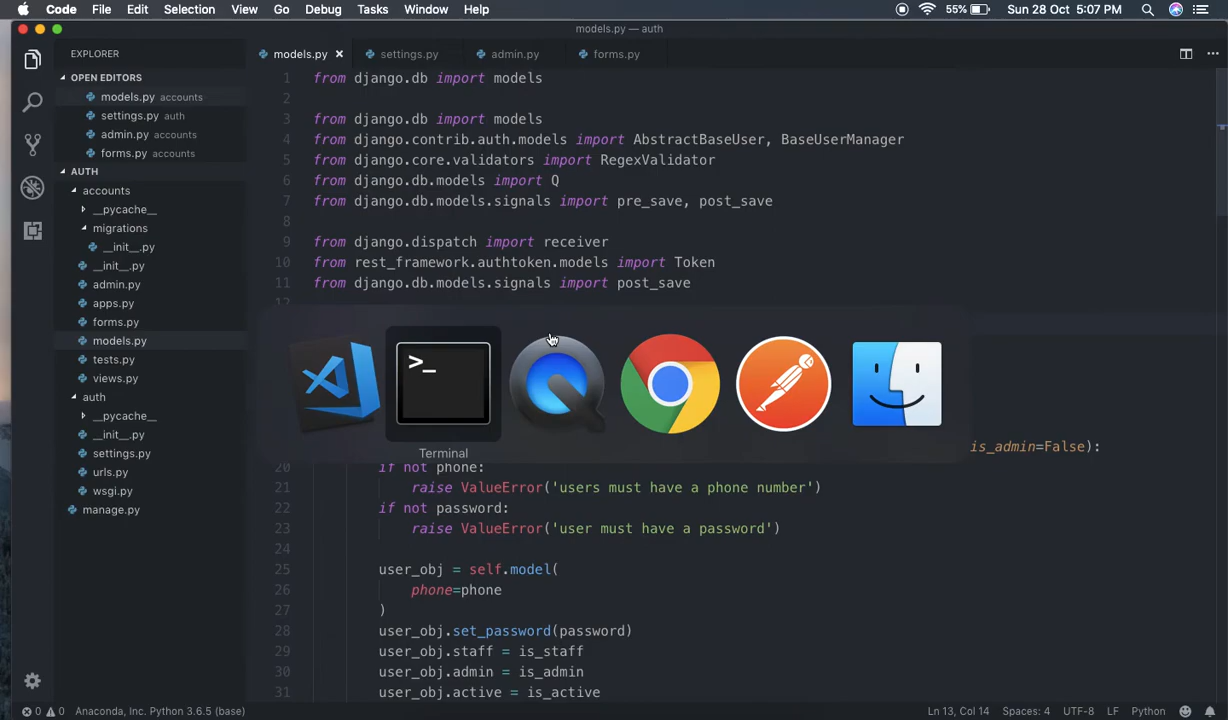 Code File Edit Selection View Go Debug Tasks Window Help 55% Sun 28 Oct 5:07 PM
models.py — auth
EXPLORER
OPEN EDITORS
models.py accounts
settings.py auth
admin.py accounts
forms.py accounts
AUTH
accounts
__pycache__
migrations
__init__.py
__init__.py
admin.py
apps.py
forms.py
models.py
tests.py
views.py
auth
__pycache__
__init__.py
settings.py
urls.py
wsgi.py
manage.py
models.py settings.py admin.py forms.py
1 from django.db import models
2
3 from django.db import models
4 from django.contrib.auth.models import AbstractBaseUser, BaseUserManager
5 from django.core.validators import RegexValidator
6 from django.db.models import Q
7 from django.db.models.signals import pre_save, post_save
8
9 from django.dispatch import receiver
10 from rest_framework.authtoken.models import Token
11 from django.db.models.signals import post_save
12
>_
Terminal
is_admin=False):
20 if not phone:
21 raise ValueError('users must have a phone number')
22 if not password:
23 raise ValueError('user must have a password')
24
25 user_obj = self.model(
26 phone=phone
27 )
28 user_obj.set_password(password)
29 user_obj.staff = is_staff
30 user_obj.admin = is_admin
31 user_obj.active = is_active
0 0 Anaconda, Inc. Python 3.6.5 (base) Ln 13, Col 14 Spaces: 4 UTF-8 LF Python